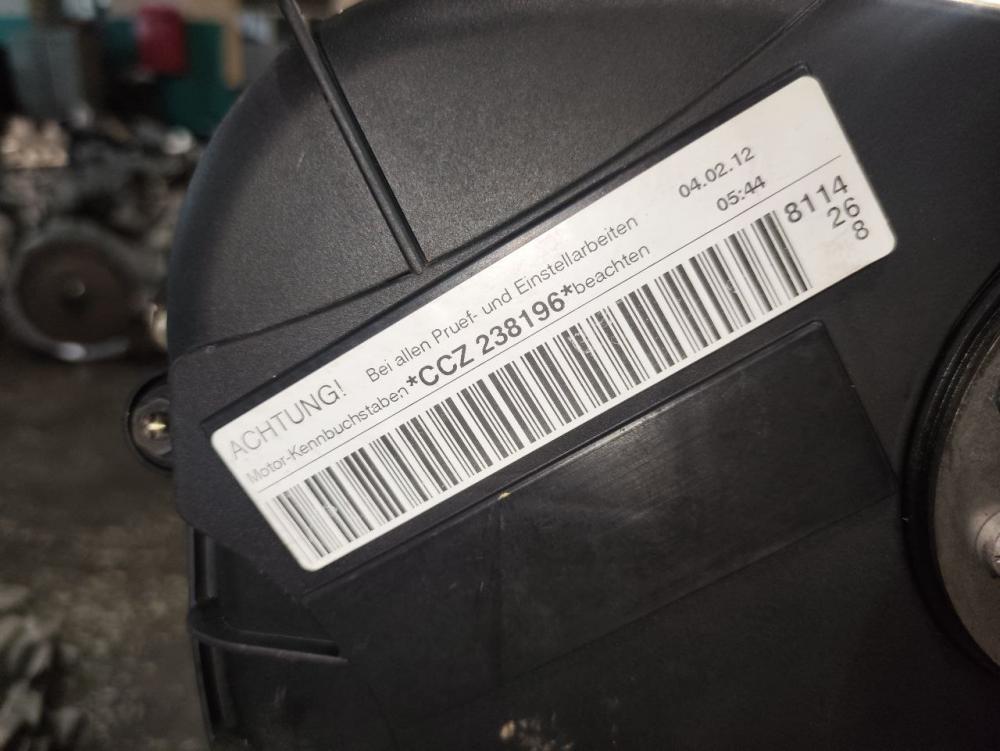 ACHTUNG! Bei allen Pruef- und Einstellarbeiten 04.02.12
Motor-Kennbuchstaben *CCZ 238196* beachten 05:44
8114
26
8